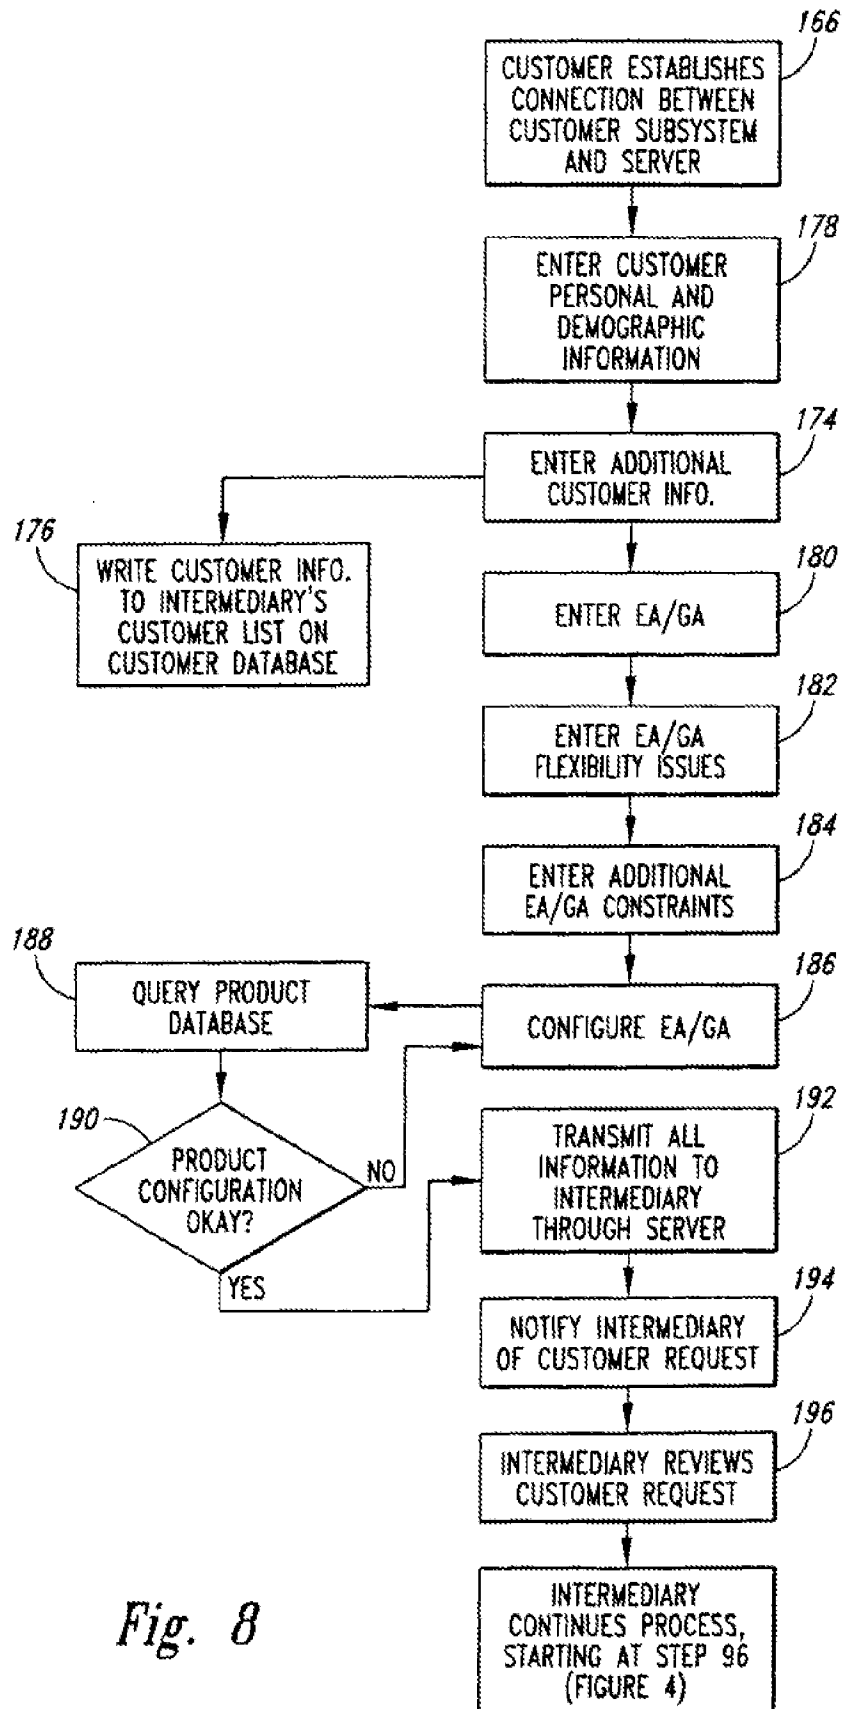 166
CUSTOMER ESTABLISHES
CONNECTION BETWEEN
CUSTOMER SUBSYSTEM
AND SERVER
178
ENTER CUSTOMER
PERSONAL AND
DEMOGRAPHIC
INFORMATION
174
ENTER ADDITIONAL
CUSTOMER INFO.
176
WRITE CUSTOMER INFO.
TO INTERMEDIARY'S
CUSTOMER LIST ON
CUSTOMER DATABASE
180
ENTER EA/GA
182
ENTER EA/GA
FLEXIBILITY ISSUES
184
ENTER ADDITIONAL
EA/GA CONSTRAINTS
186
CONFIGURE EA/GA
188
QUERY PRODUCT
DATABASE
190
PRODUCT
CONFIGURATION
OKAY?
NO
YES
192
TRANSMIT ALL
INFORMATION TO
INTERMEDIARY
THROUGH SERVER
194
NOTIFY INTERMEDIARY
OF CUSTOMER REQUEST
196
INTERMEDIARY REVIEWS
CUSTOMER REQUEST
INTERMEDIARY
CONTINUES PROCESS,
STARTING AT STEP 96
(FIGURE 4)
Fig. 8